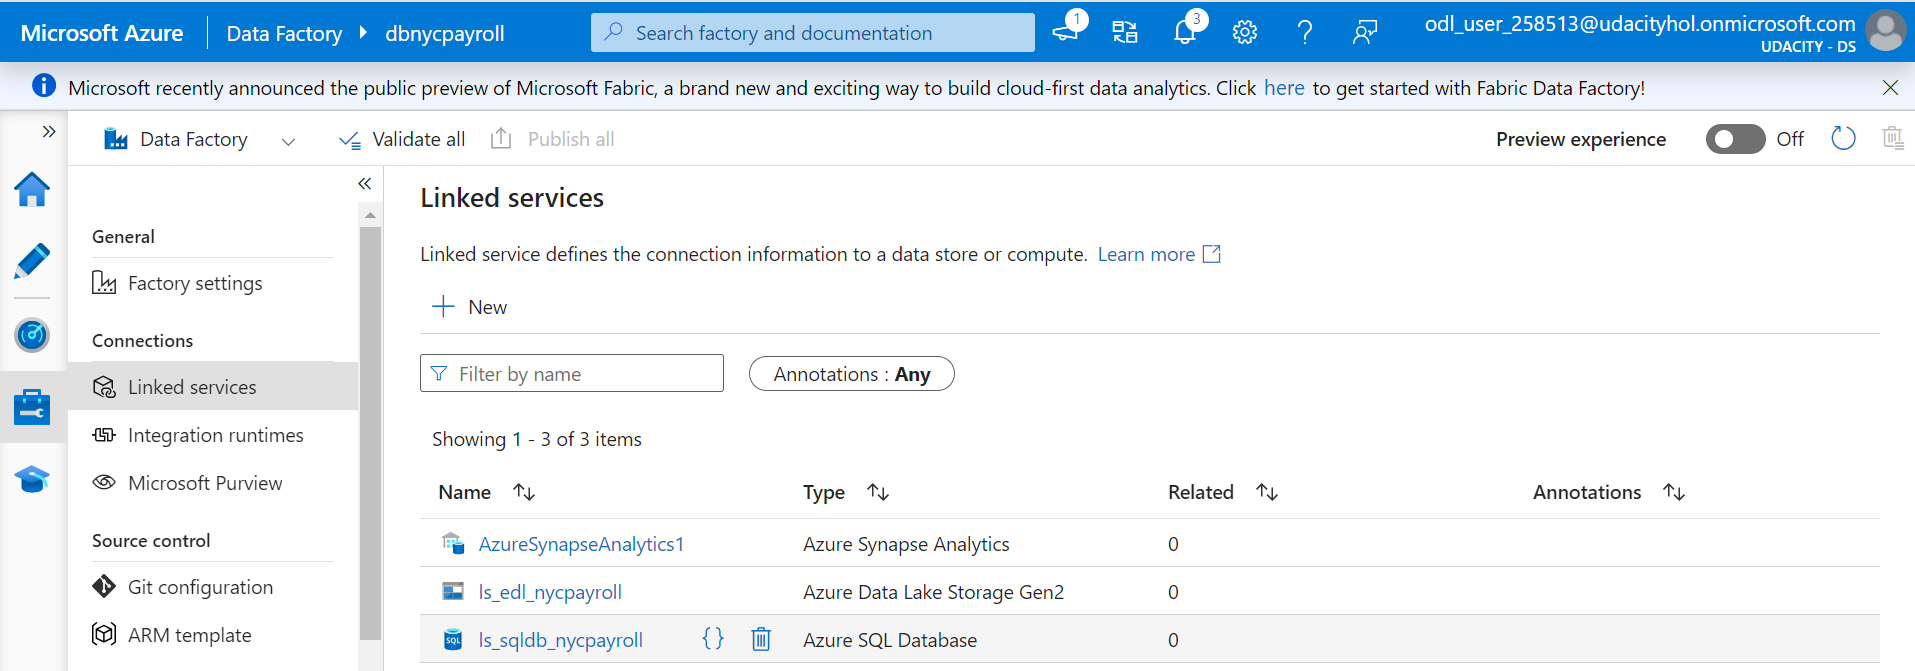 Microsoft Azure Data Factory dbnycpayroll Search factory and documentation 1 3 odl_user_258513@udacityhol.onmicrosoft.com
UDACITY - DS
Microsoft recently announced the public preview of Microsoft Fabric, a brand new and exciting way to build cloud-first data analytics. Click here to get started with Fabric Data Factory!
Data Factory Validate all Publish all Preview experience Off
General
Factory settings
Connections
Linked services
Integration runtimes
Microsoft Purview
Source control
Git configuration
ARM template
Linked services
Linked service defines the connection information to a data store or compute. Learn more
New
Filter by name Annotations : Any
Showing 1 - 3 of 3 items
Name Type Related Annotations
AzureSynapseAnalytics1 Azure Synapse Analytics 0
ls_edl_nycpayroll Azure Data Lake Storage Gen2 0
SQL ls_sqldb_nycpayroll {} Azure SQL Database 0